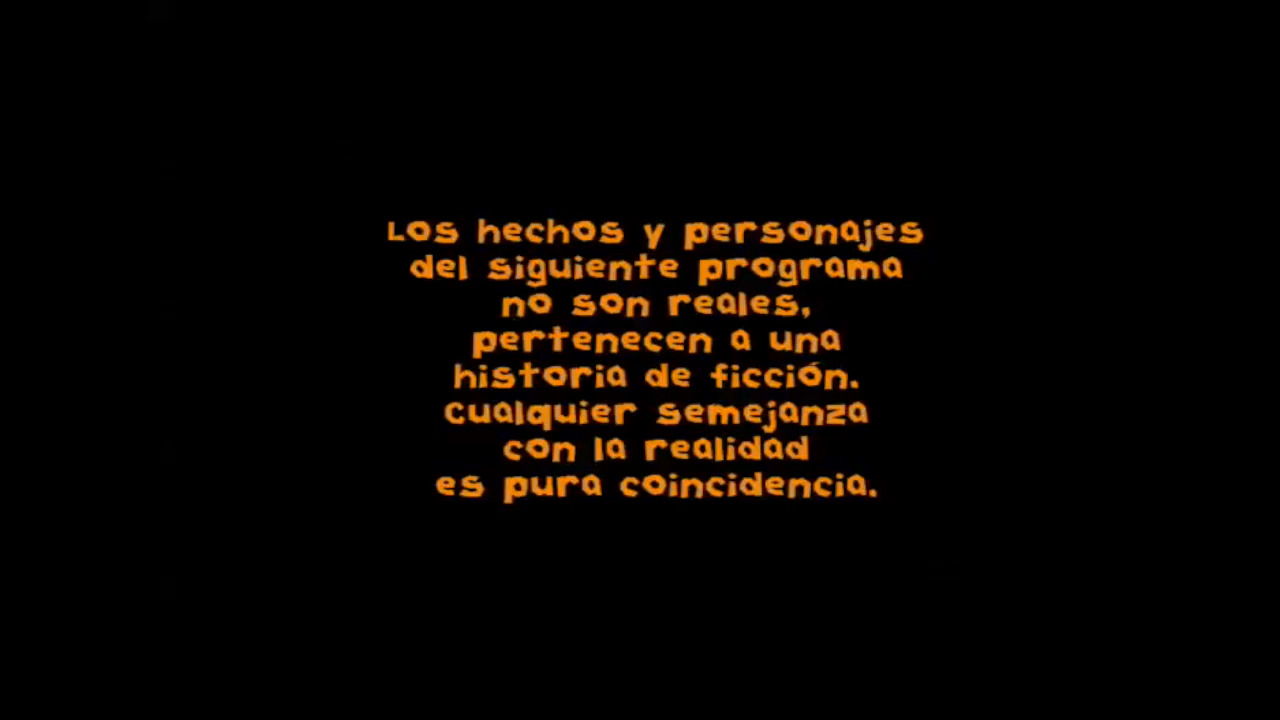 Los hechos y personajes
del siguiente programa
no son reales,
pertenecen a una
historia de ficción.
cualquier semejanza
con la realidad
es pura coincidencia.